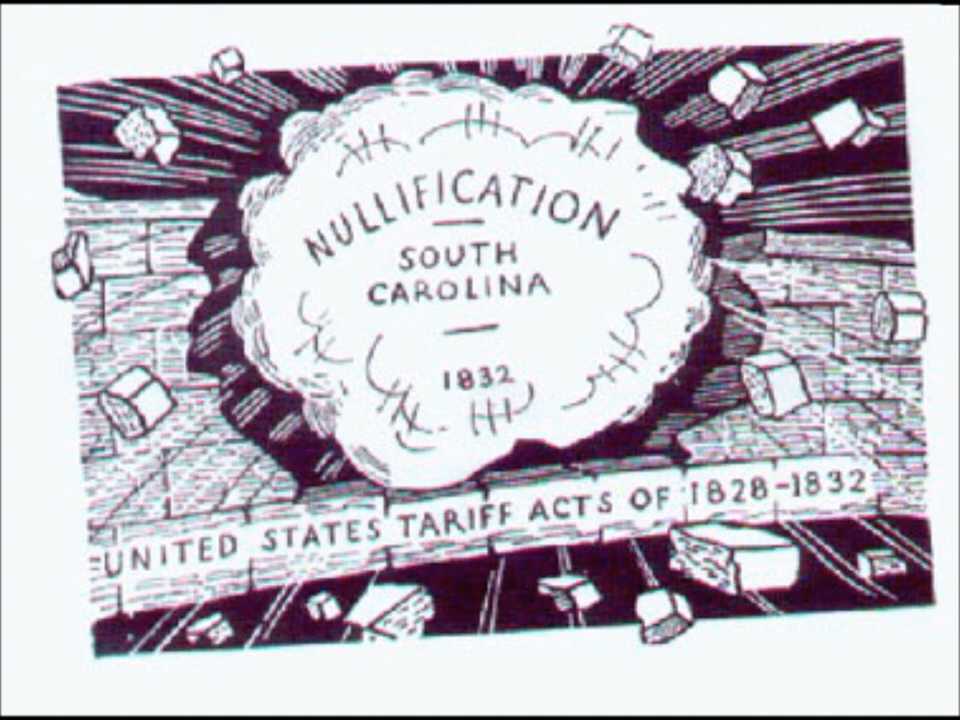 NULLIFICATION
SOUTH
CAROLINA
1832
UNITED STATES TARIFF ACTS OF 1828-1832